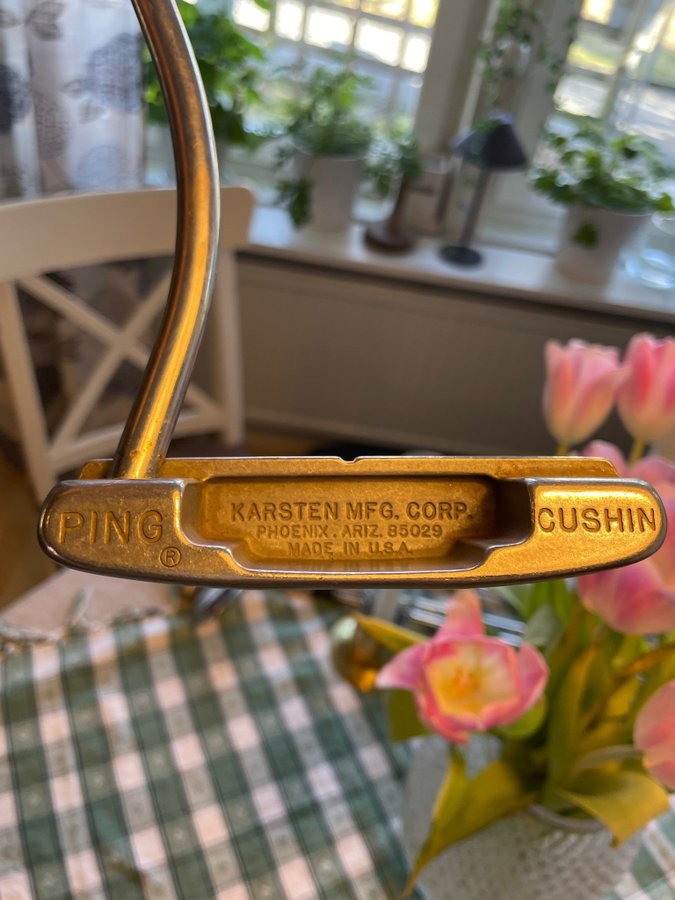 PING
®
KARSTEN MFG. CORP.
PHOENIX. ARIZ. 85029
MADE IN U.S.A.
CUSHIN